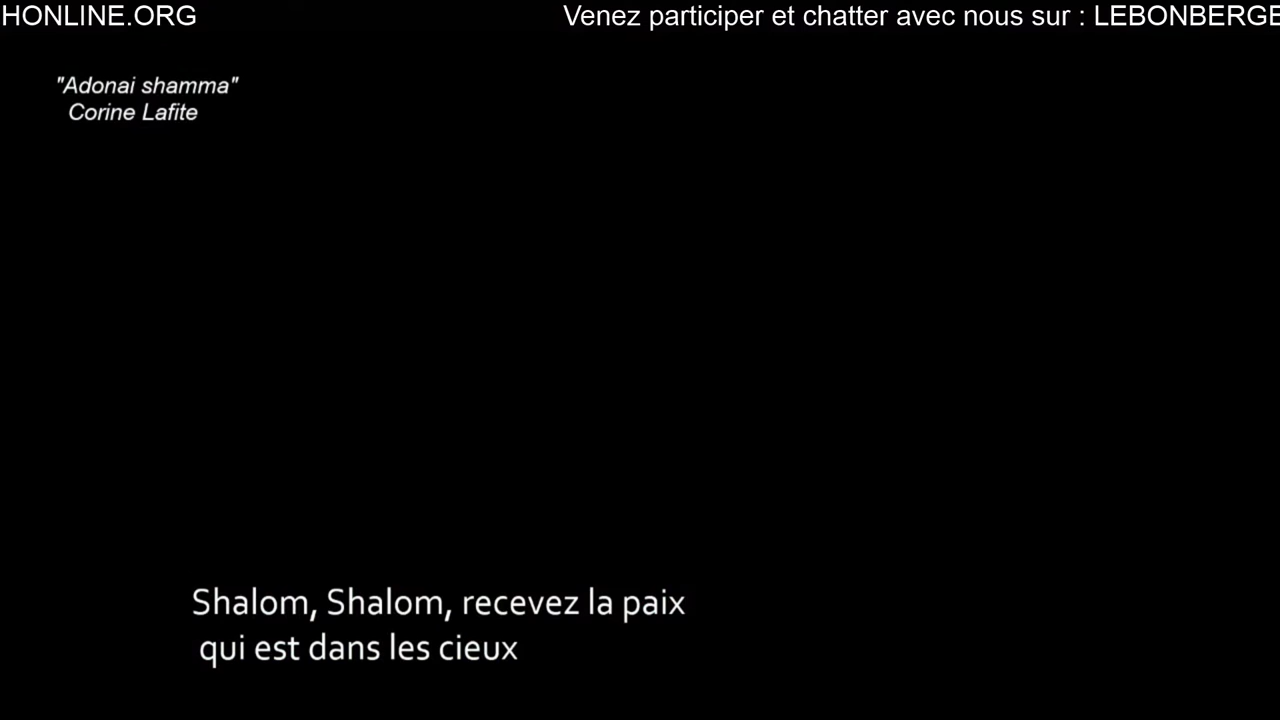 HONLINE.ORG Venez participer et chatter avec nous sur : LEBONBERGE
"Adonai shamma"
Corine Lafite
Shalom, Shalom, recevez la paix
qui est dans les cieux